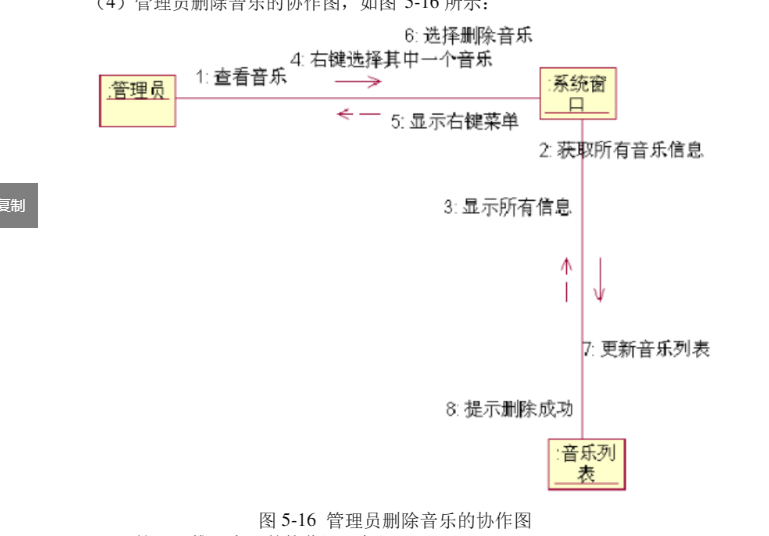 （4）管理员删除音乐的协作图，如图 5-16 所示：
6: 选择删除音乐
4: 右键选择其中一个音乐
1: 查看音乐
:管理员
:系统窗
口
5: 显示右键菜单
2: 获取所有音乐信息
复制
3: 显示所有信息
7: 更新音乐列表
8: 提示删除成功
:音乐列
表
图 5-16 管理员删除音乐的协作图